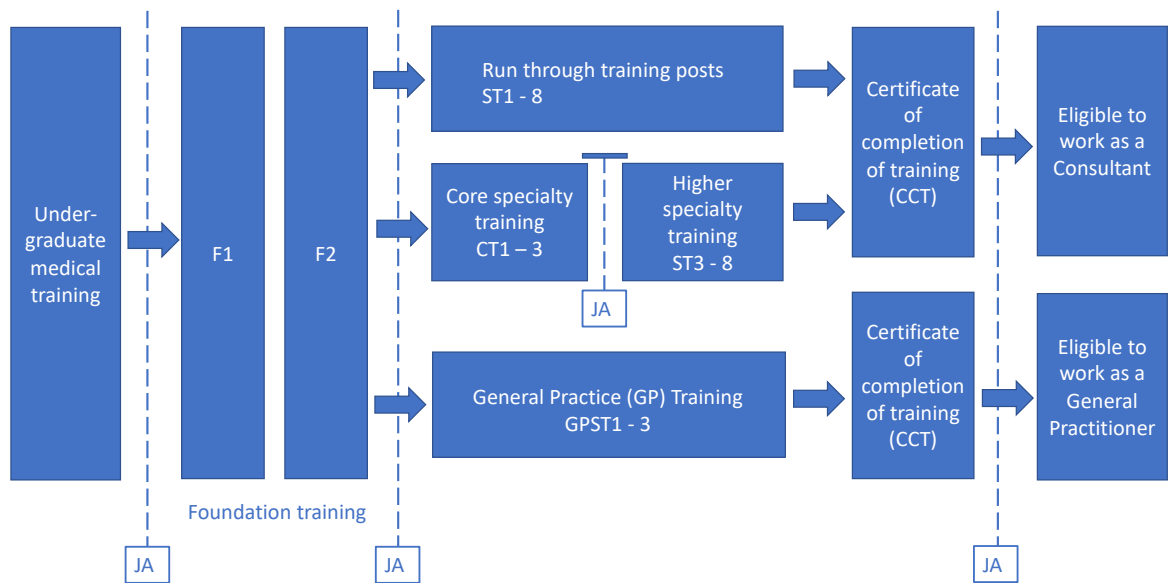 Under-
graduate
medical
training
F1
F2
Foundation training
Run through training posts
ST1 - 8
Core specialty
training
CT1 – 3
Higher
specialty
training
ST3 - 8
JA
General Practice (GP) Training
GPST1 - 3
Certificate
of
completion
of training
(CCT)
Certificate
of
completion
of training
(CCT)
Eligible to
work as a
Consultant
Eligible to
work as a
General
Practitioner
JA
JA
JA